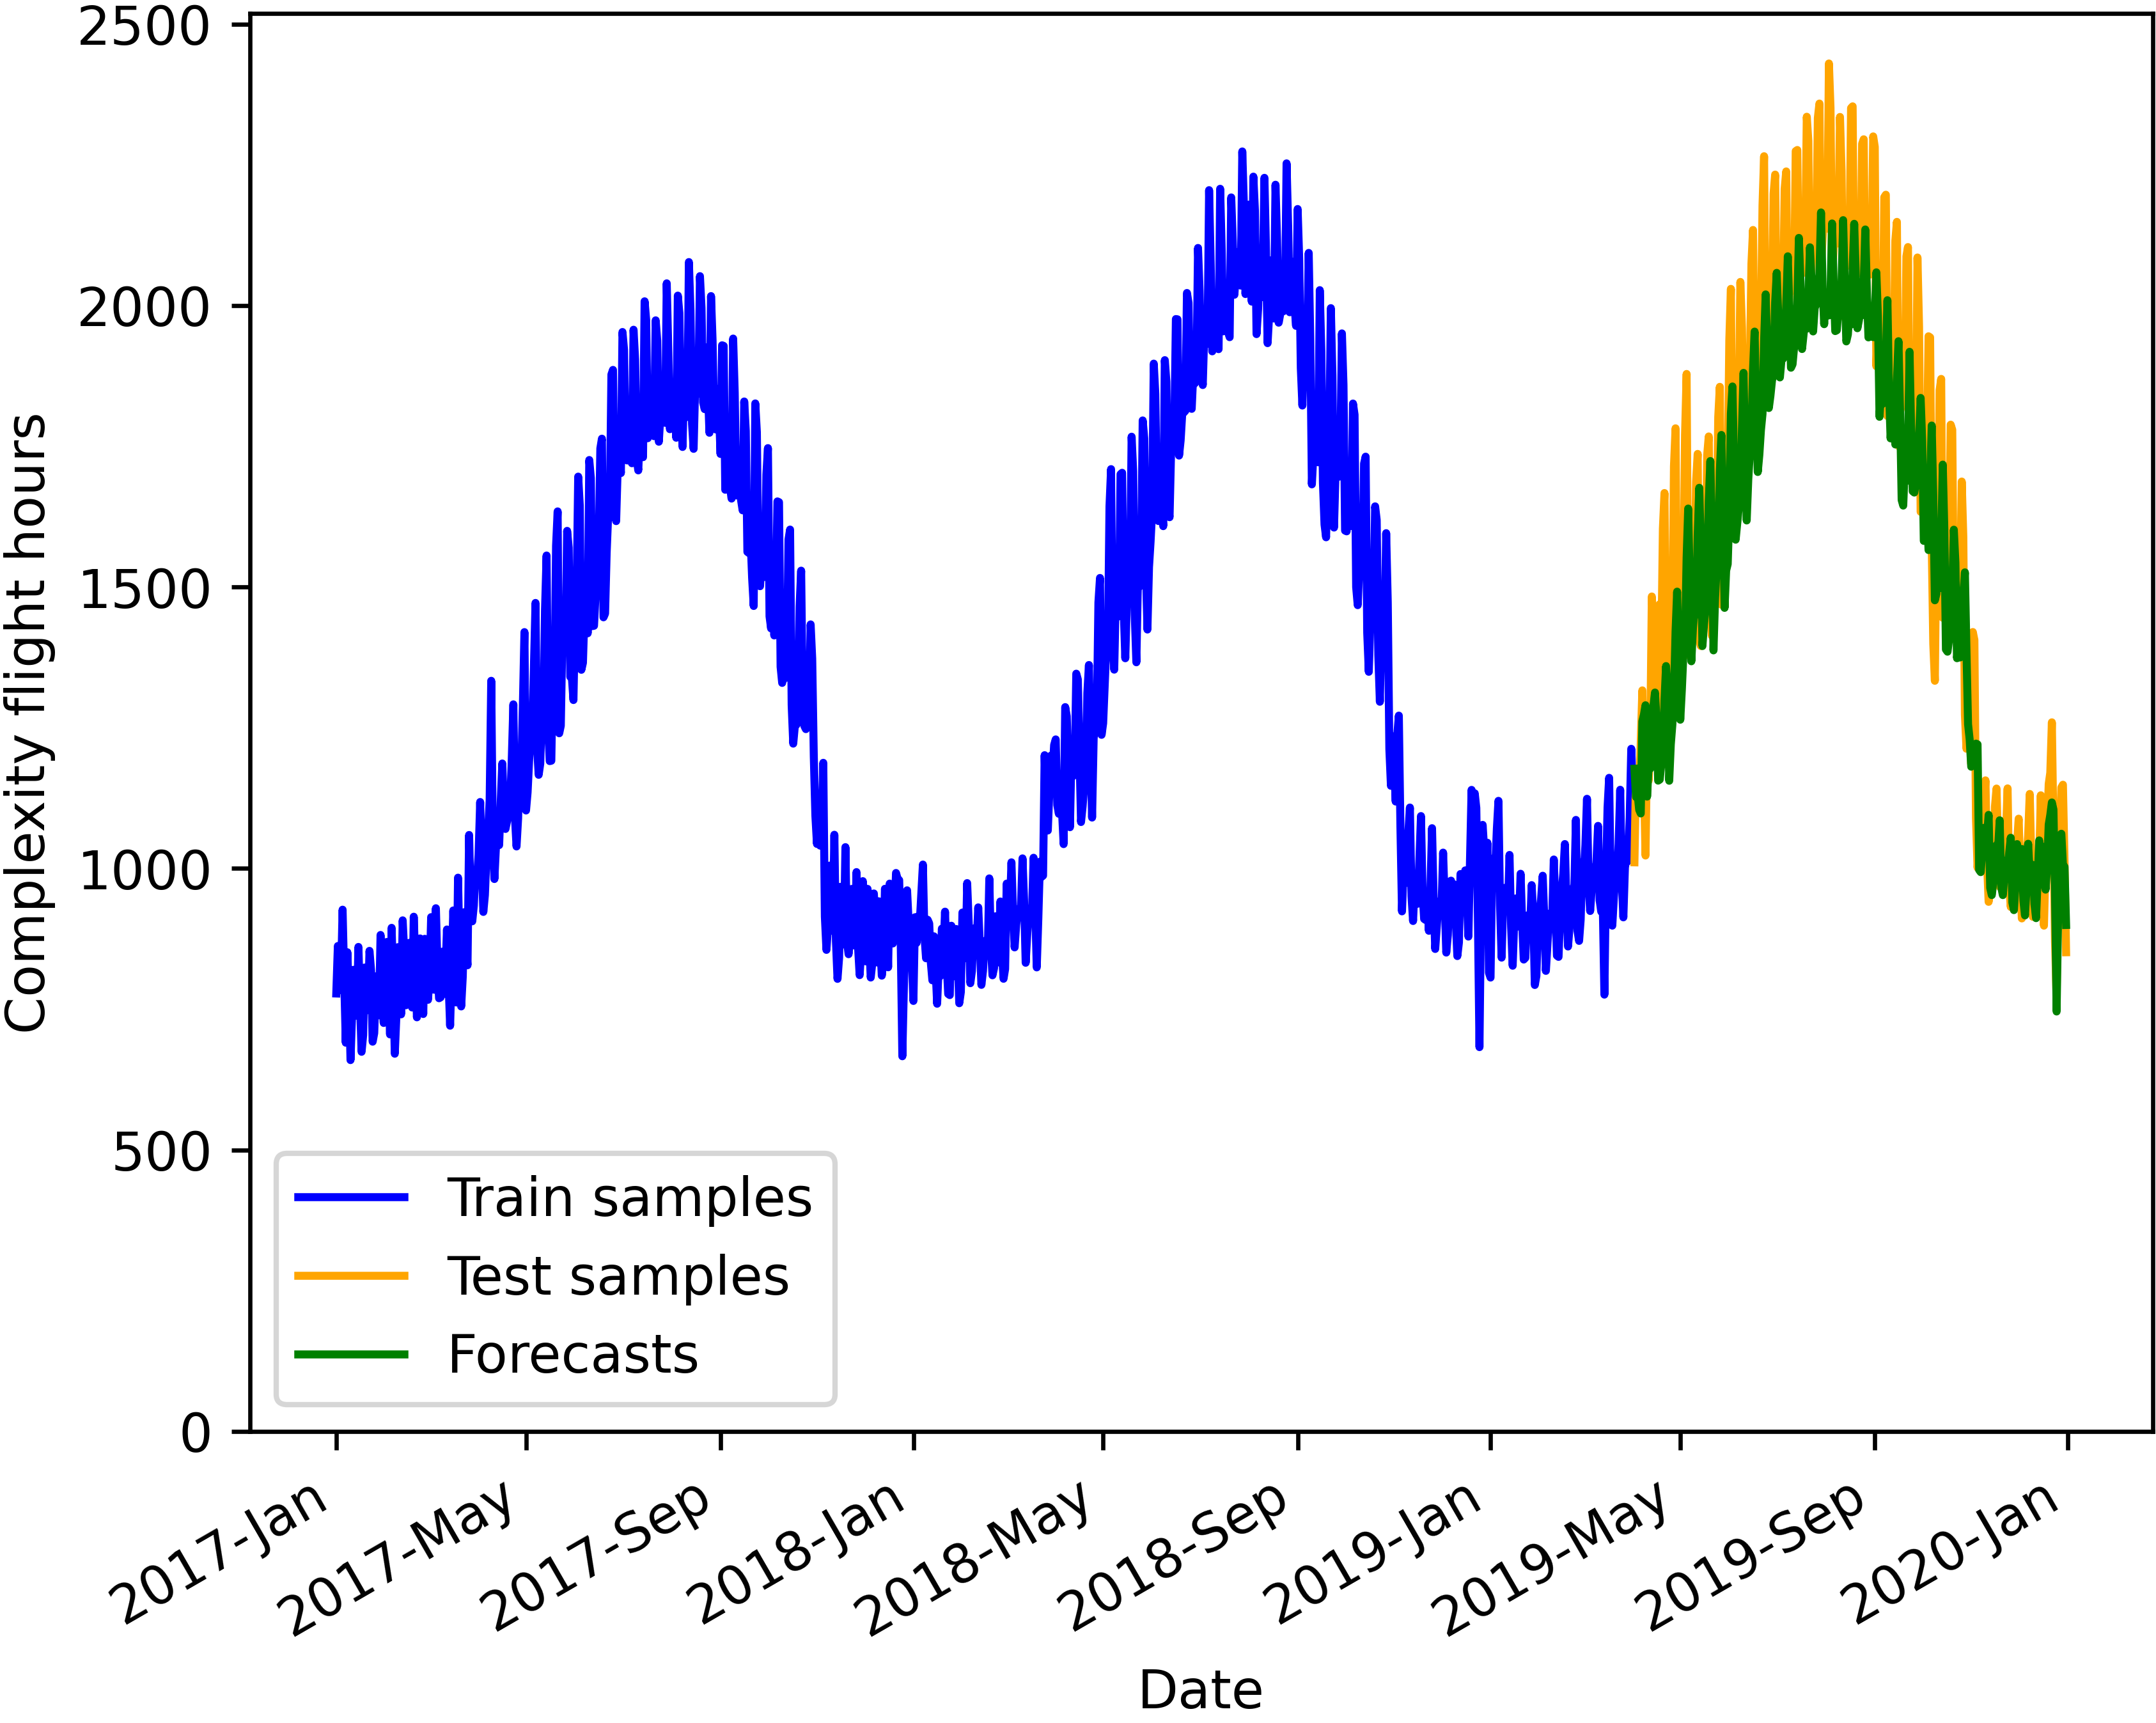 2500
2000
1500
1000
500
0
Complexity flight hours
Train samples
Test samples
Forecasts
2017-Jan
2017-May
2017-Sep
2018-Jan
2018-May
2018-Sep
2019-Jan
2019-May
2019-Sep
2020-Jan
Date